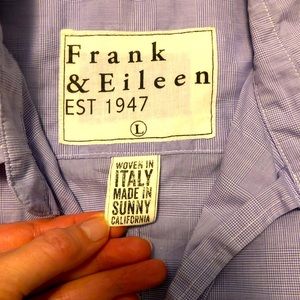 Frank
& Eileen
EST 1947
L
WOVEN IN
ITALY
MADE IN
SUNNY
CALIFORNIA